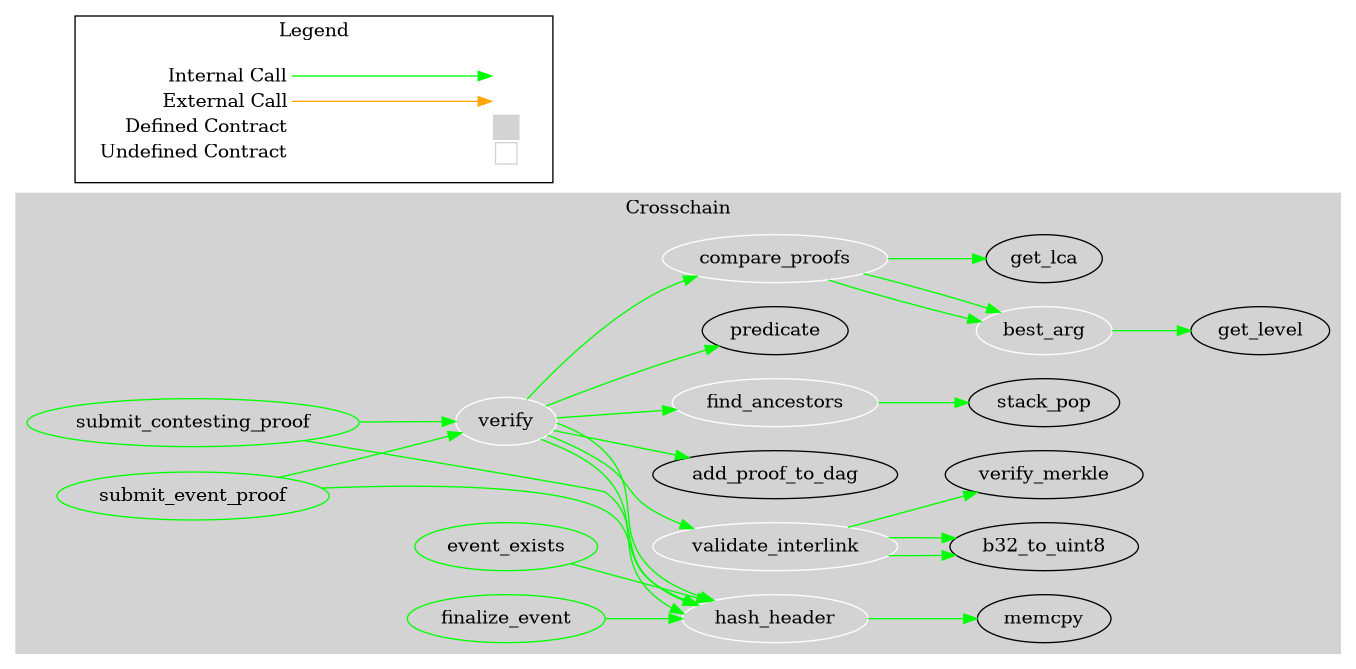 Legend
Internal Call
External Call
Defined Contract
Undefined Contract
Crosschain
compare_proofs
get_lca
predicate
best_arg
get_level
submit_contesting_proof
verify
find_ancestors
stack_pop
submit_event_proof
add_proof_to_dag
verify_merkle
event_exists
validate_interlink
b32_to_uint8
finalize_event
hash_header
memcpy